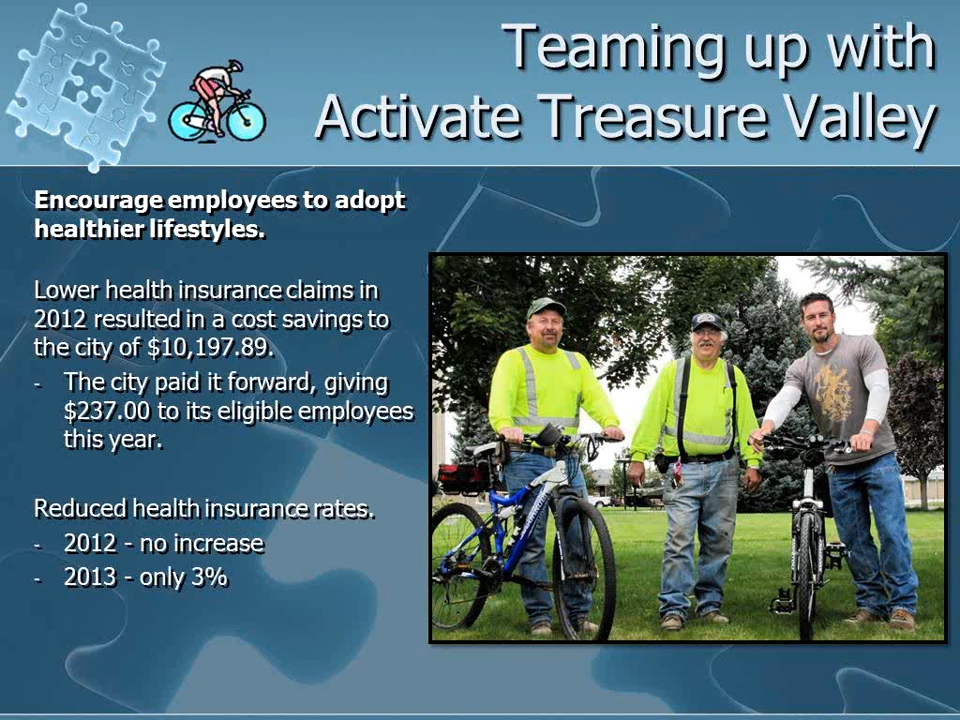 Teaming up with
Activate Treasure Valley
Encourage employees to adopt
healthier lifestyles.
Lower health insurance claims in
2012 resulted in a cost savings to
the city of $10,197.89.
- The city paid it forward, giving
$237.00 to its eligible employees
this year.
Reduced health insurance rates.
- 2012 - no increase
- 2013 - only 3%